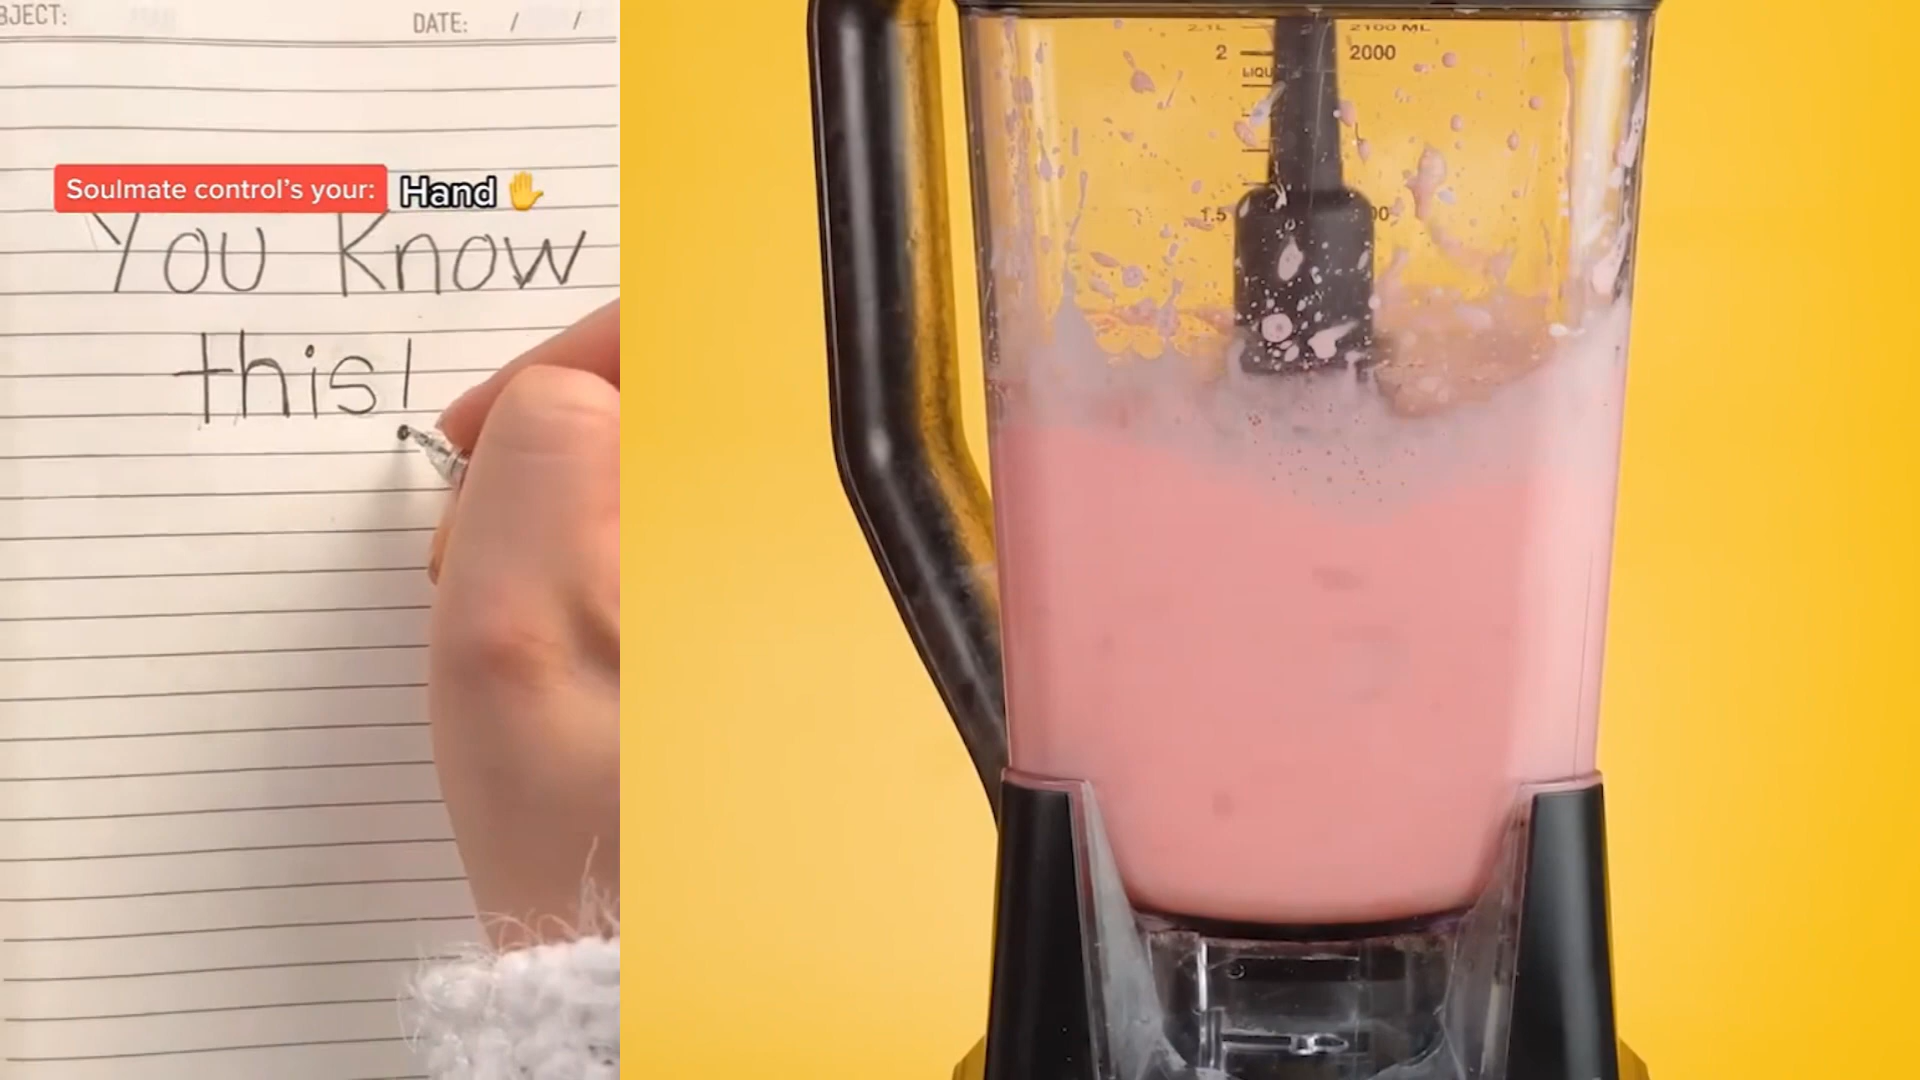 BJECT:
DATE: / /
Soulmate control's your: Hand ✋
You Know
this!
2.1L 2100 ML
2 2000
LIQU
1.5